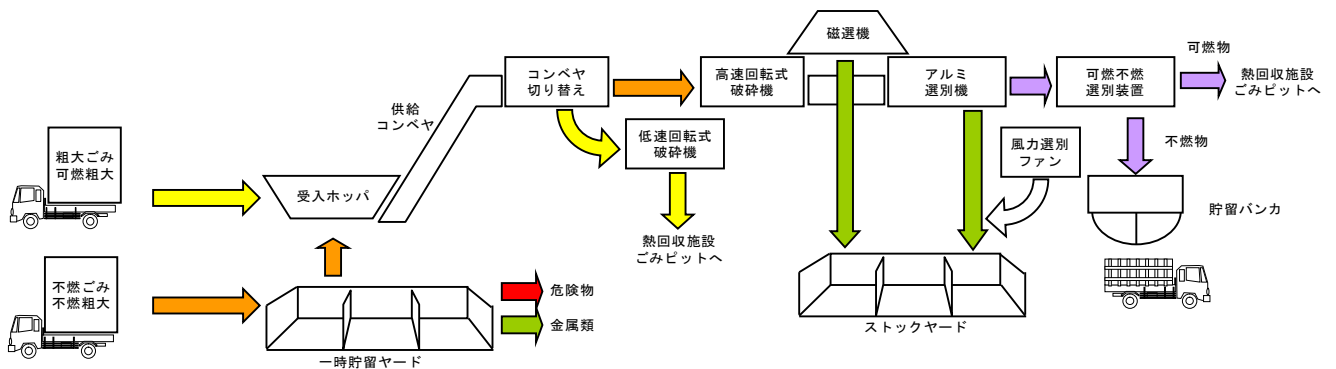 粗大ごみ
可燃粗大
不燃ごみ
不燃粗大
受入ホッパ
供給
コンベヤ
一時貯留ヤード
危険物
金属類
コンベヤ
切り替え
低速回転式
破砕機
熱回収施設
ごみピットへ
高速回転式
破砕機
磁選機
アルミ
選別機
風力選別
ファン
ストックヤード
可燃不燃
選別装置
可燃物
熱回収施設
ごみピットへ
不燃物
貯留バンカ